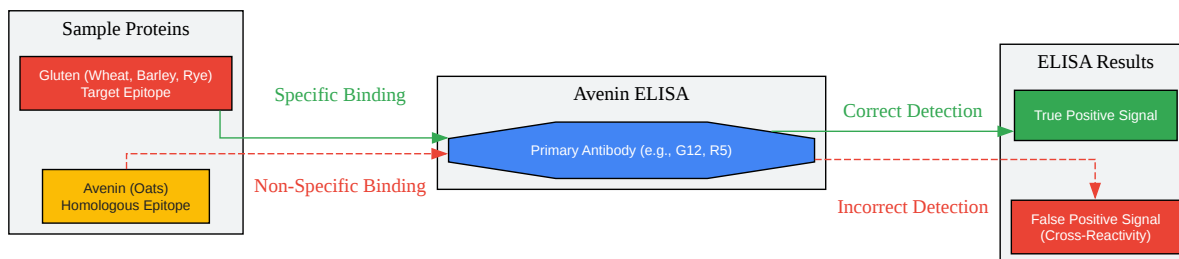 Sample Proteins
Gluten (Wheat, Barley, Rye)
Target Epitope
Avenin (Oats)
Homologous Epitope
Specific Binding
Non-Specific Binding
Avenin ELISA
Primary Antibody (e.g., G12, R5)
Correct Detection
Incorrect Detection
ELISA Results
True Positive Signal
False Positive Signal
(Cross-Reactivity)